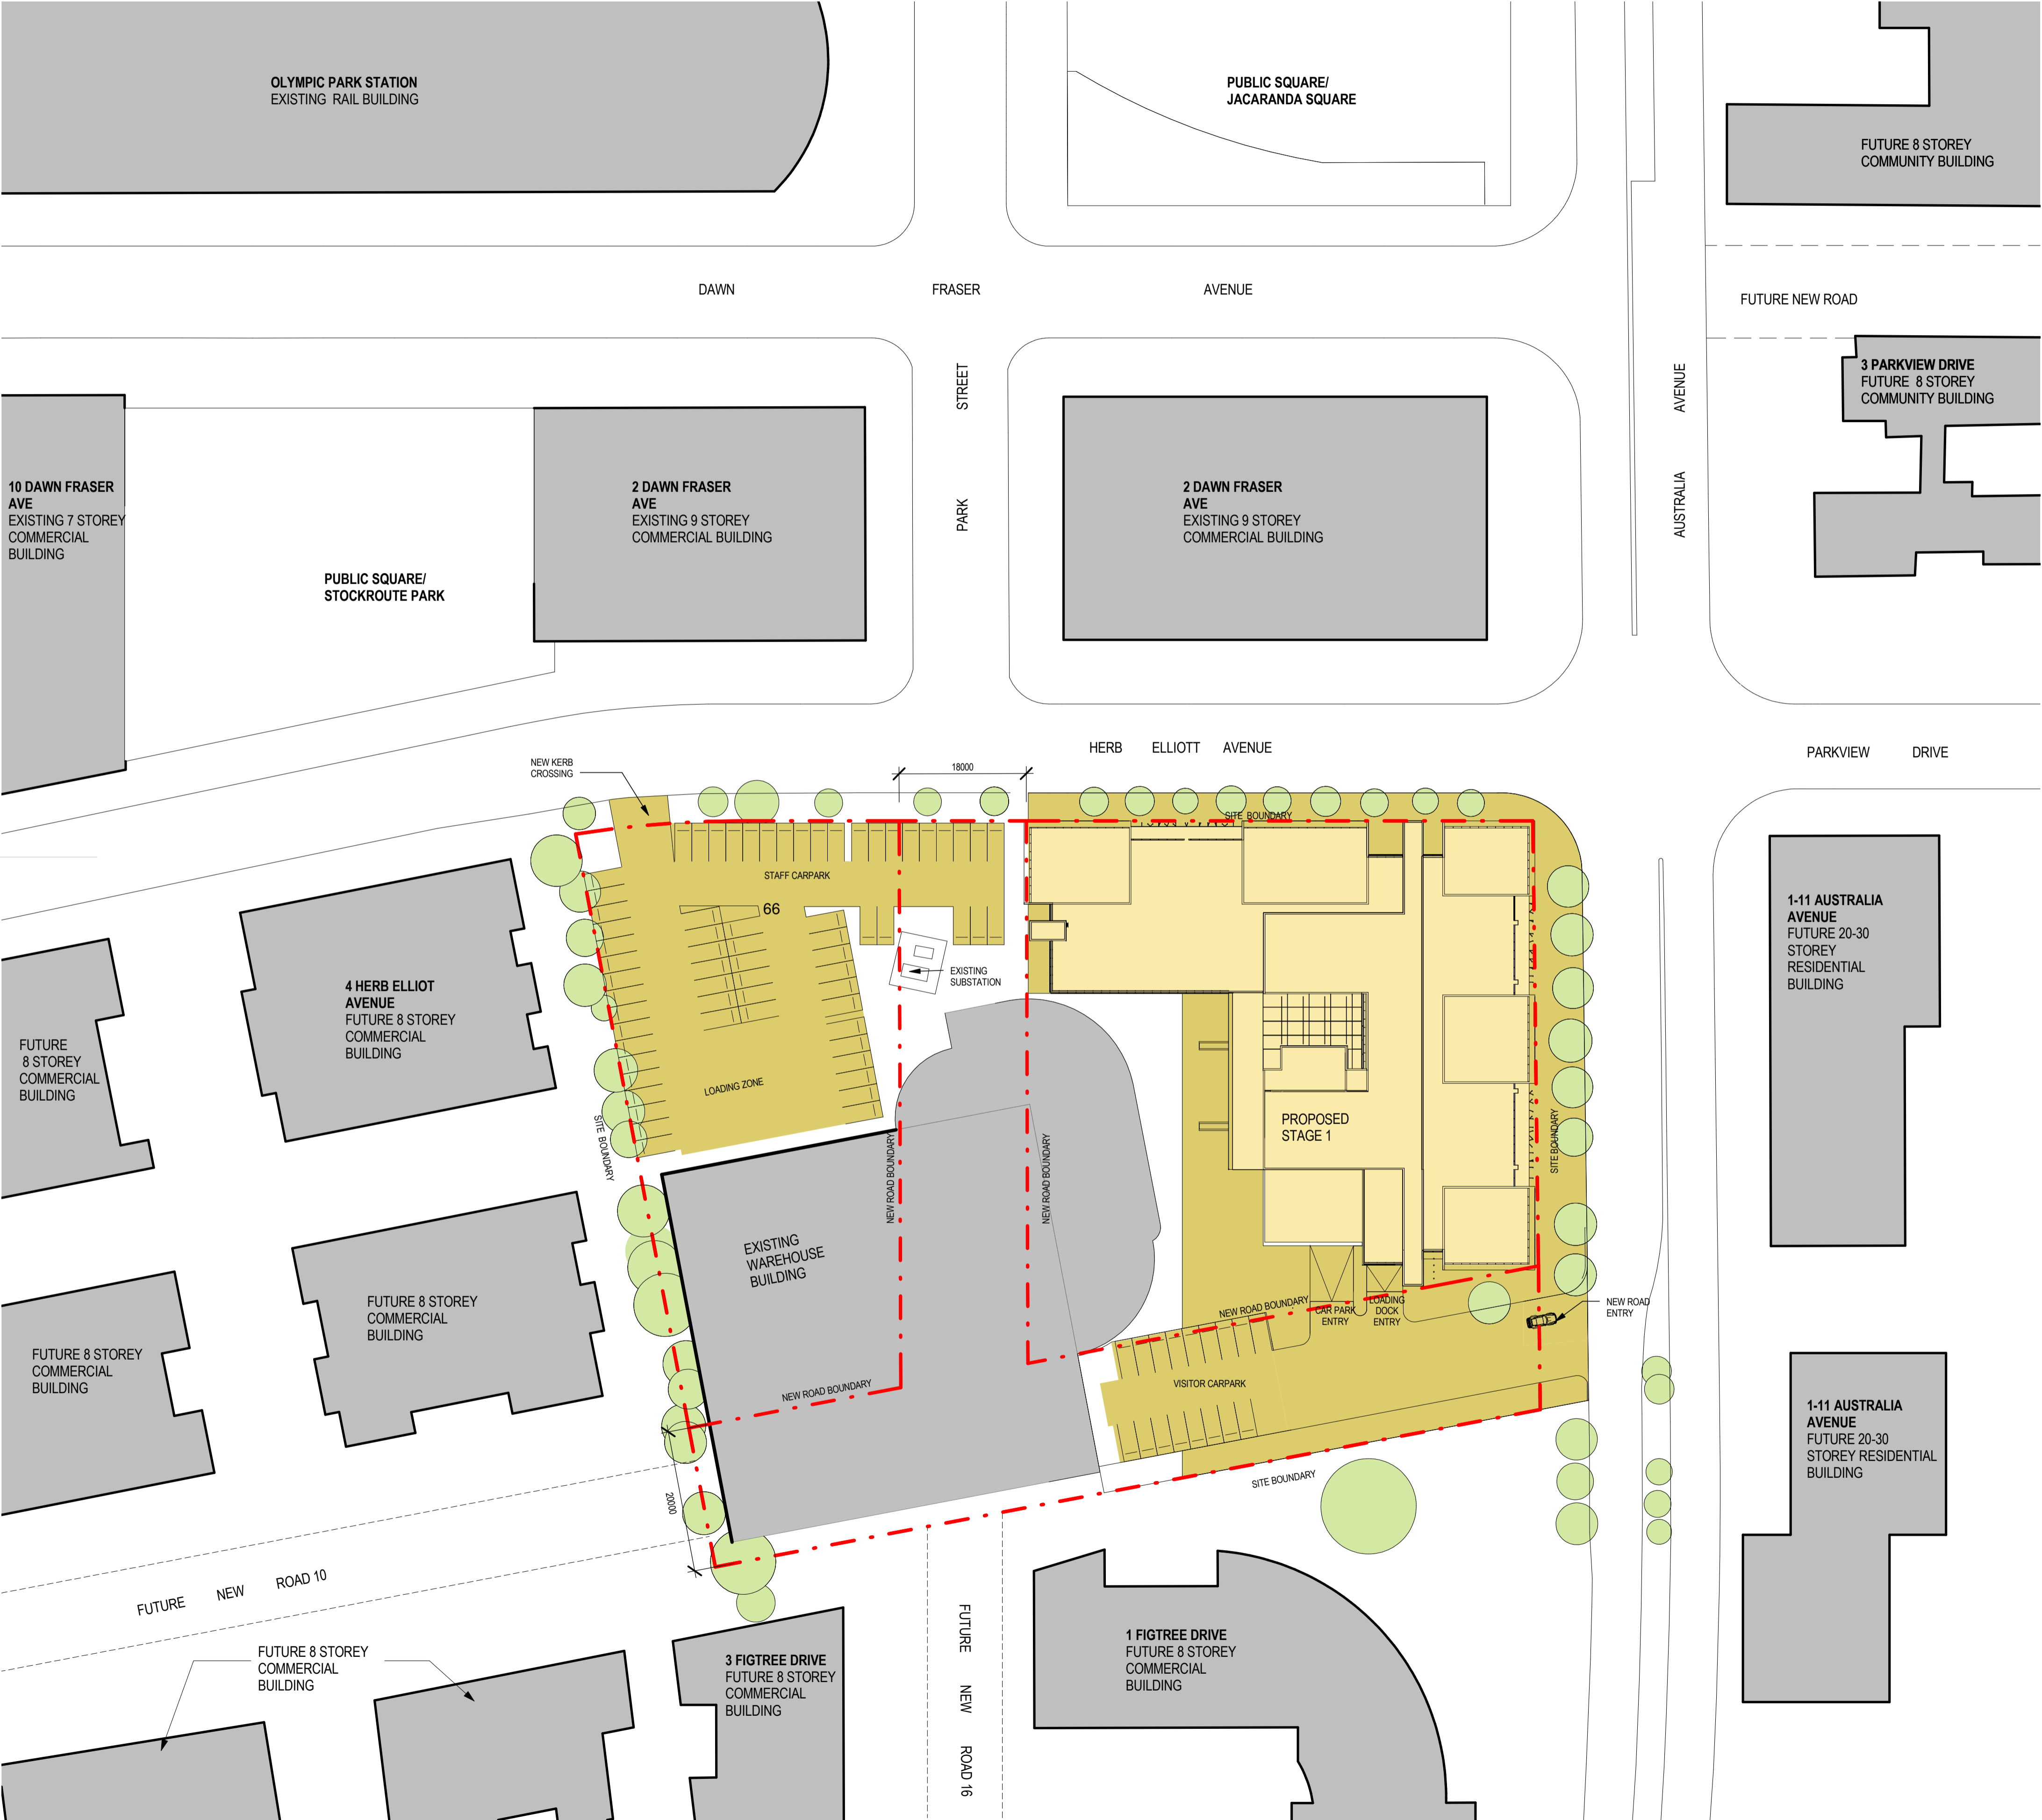 OLYMPIC PARK STATION
EXISTING RAIL BUILDING
PUBLIC SQUARE/
JACARANDA SQUARE
FUTURE 8 STOREY
COMMUNITY BUILDING
DAWN FRASER AVENUE
FUTURE NEW ROAD
3 PARKVIEW DRIVE
FUTURE 8 STOREY
COMMUNITY BUILDING
PARK STREET
AUSTRALIA AVENUE
10 DAWN FRASER
AVE
EXISTING 7 STOREY
COMMERCIAL
BUILDING
2 DAWN FRASER
AVE
EXISTING 9 STOREY
COMMERCIAL BUILDING
2 DAWN FRASER
AVE
EXISTING 9 STOREY
COMMERCIAL BUILDING
PUBLIC SQUARE/
STOCKROUTE PARK
HERB ELLIOTT AVENUE
PARKVIEW DRIVE
NEW KERB
CROSSING
18000
SITE BOUNDARY
STAFF CARPARK
66
EXISTING
SUBSTATION
1-11 AUSTRALIA
AVENUE
FUTURE 20-30
STOREY
RESIDENTIAL
BUILDING
4 HERB ELLIOT
AVENUE
FUTURE 8 STOREY
COMMERCIAL
BUILDING
FUTURE
8 STOREY
COMMERCIAL
BUILDING
LOADING ZONE
SITE BOUNDARY
NEW ROAD BOUNDARY
NEW ROAD BOUNDARY
PROPOSED
STAGE 1
SITE BOUNDARY
EXISTING
WAREHOUSE
BUILDING
FUTURE 8 STOREY
COMMERCIAL
BUILDING
FUTURE 8 STOREY
COMMERCIAL
BUILDING
NEW ROAD BOUNDARY
CAR PARK
ENTRY
LOADING
DOCK
ENTRY
NEW ROAD
ENTRY
NEW ROAD BOUNDARY
VISITOR CARPARK
1-11 AUSTRALIA
AVENUE
FUTURE 20-30
STOREY RESIDENTIAL
BUILDING
SITE BOUNDARY
20000
FUTURE NEW ROAD 10
FUTURE NEW ROAD 16
FUTURE 8 STOREY
COMMERCIAL
BUILDING
3 FIGTREE DRIVE
FUTURE 8 STOREY
COMMERCIAL
BUILDING
1 FIGTREE DRIVE
FUTURE 8 STOREY
COMMERCIAL
BUILDING